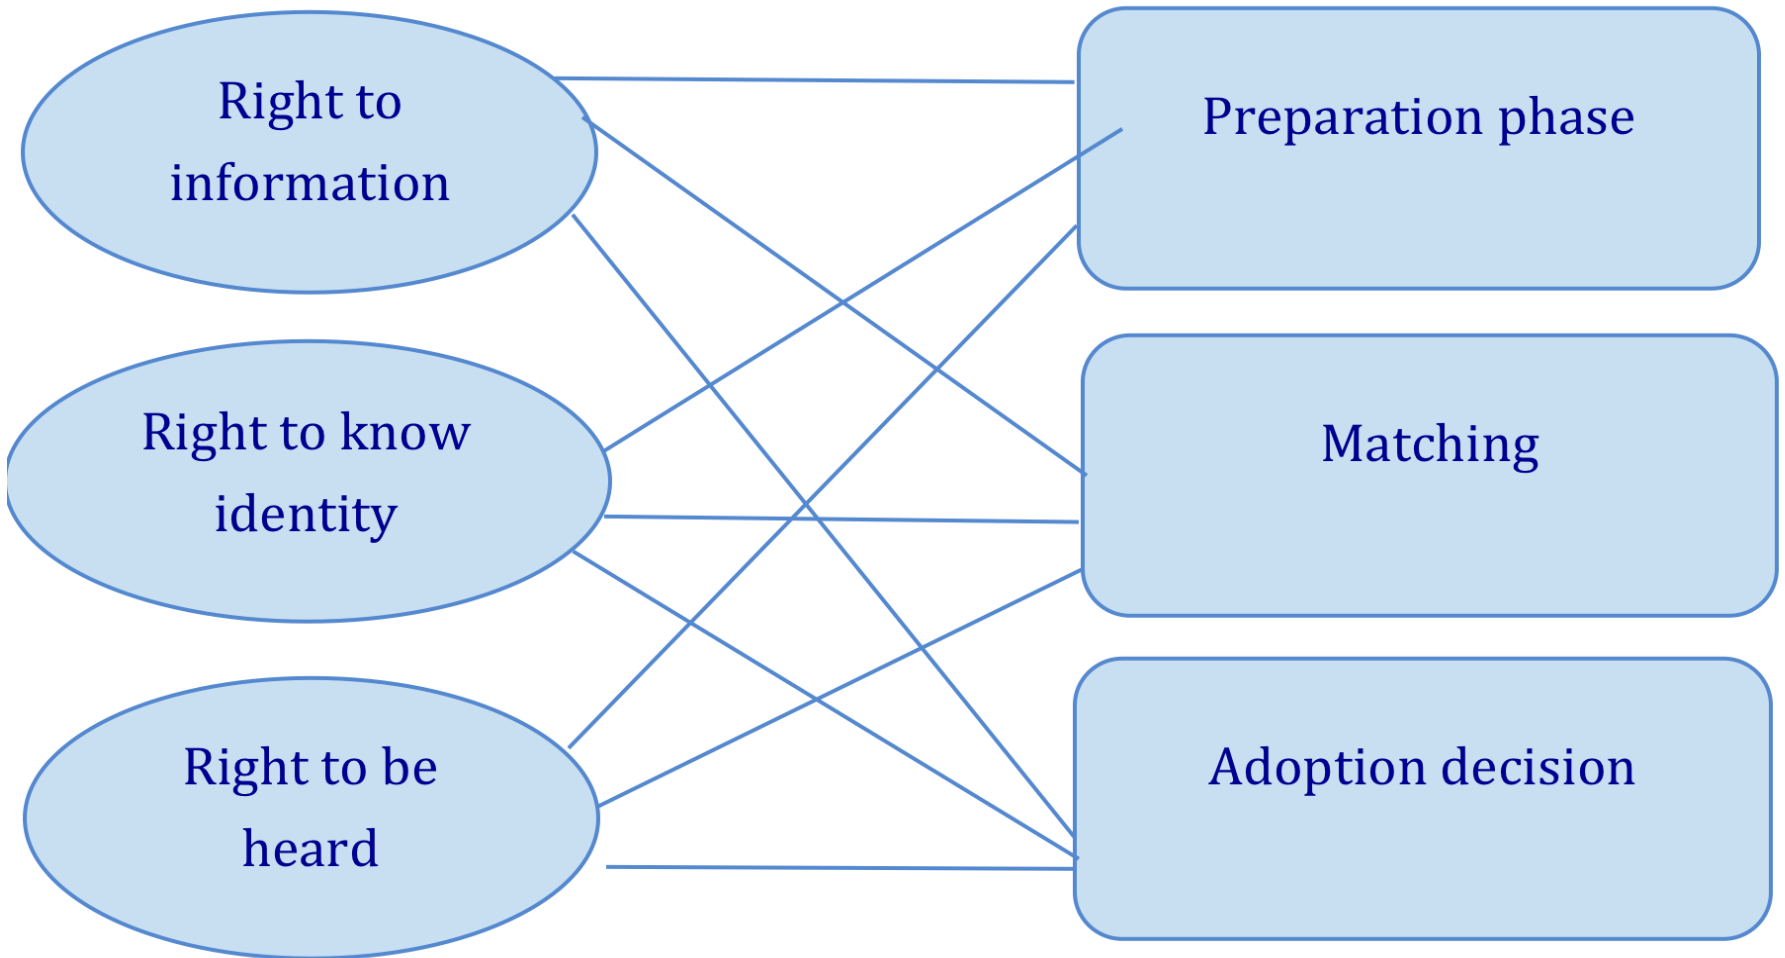 Right to
information
Right to know
identity
Right to be
heard
Preparation phase
Matching
Adoption decision